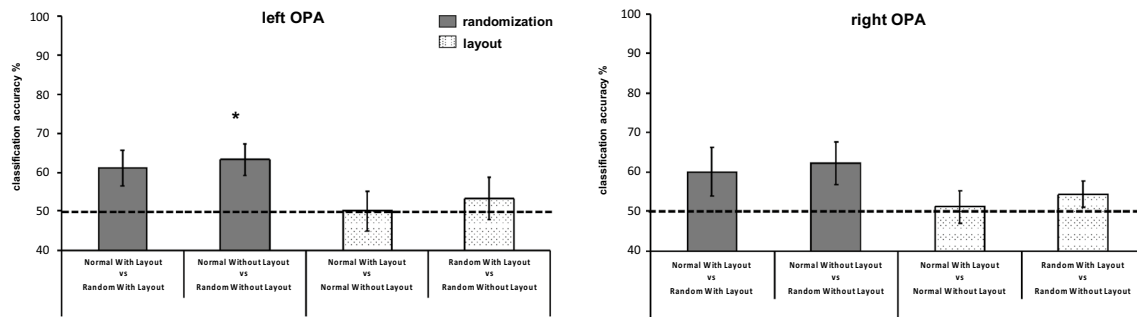 left OPA
randomization
layout
classification accuracy %
100
90
80
70
60
50
40
*
Normal With Layout
vs
Random With Layout
Normal Without Layout
vs
Random Without Layout
Normal With Layout
vs
Normal Without Layout
Random With Layout
vs
Random Without Layout
right OPA
classification accuracy %
100
90
80
70
60
50
40
Normal With Layout
vs
Random With Layout
Normal Without Layout
vs
Random Without Layout
Normal With Layout
vs
Normal Without Layout
Random With Layout
vs
Random Without Layout